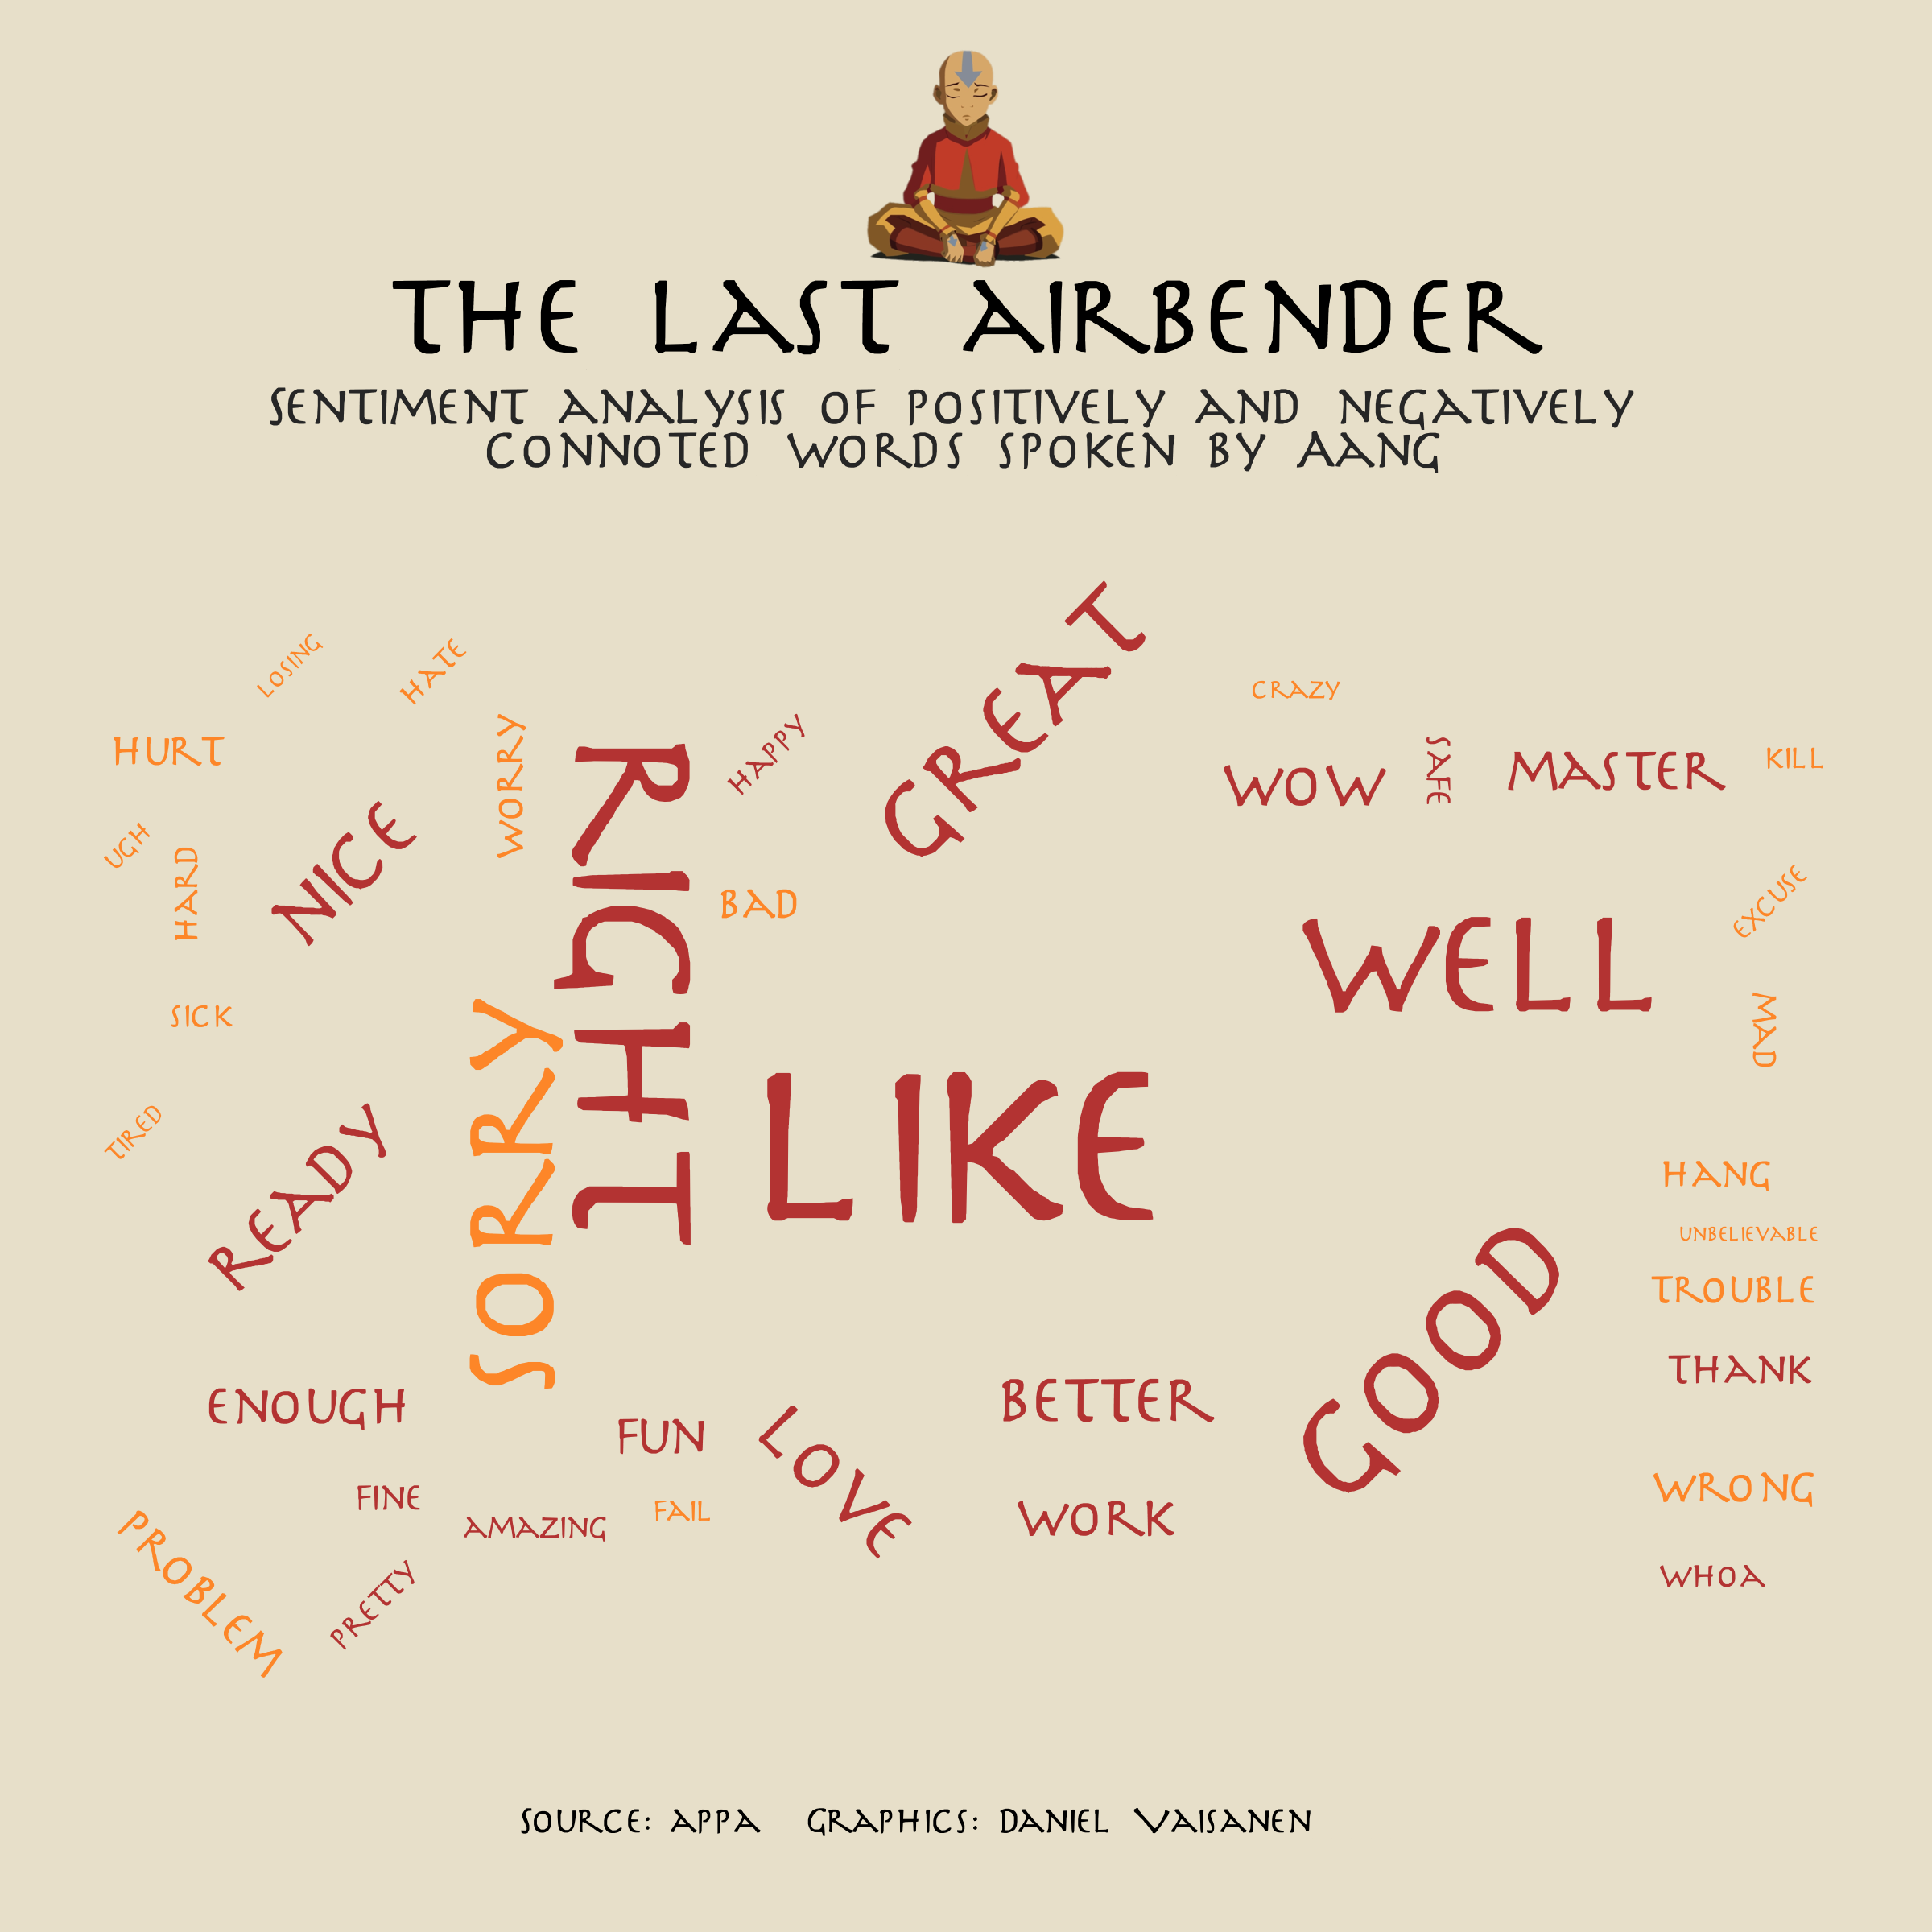 THE LAST AIRBENDER
SENTIMENT ANALYSIS OF POSITIVELY AND NEGATIVELY
CONNOTED WORDS SPOKEN BY AANG
LOSING
HATE
HURT
WORRY
RIGHT
HAPPY
GREAT
CRAZY
WOW
SAFE
MASTER
KILL
UGH
HARD
NICE
BAD
WELL
EXCUSE
SICK
MAD
TIRED
READY
SORRY
LIKE
HANG
UNBELIEVABLE
TROUBLE
GOOD
THANK
ENOUGH
FUN
LOVE
BETTER
WRONG
FINE
AMAZING
FAIL
WORK
WHOA
PROBLEM
PRETTY
SOURCE: APPA GRAPHICS: DANIEL VAISANEN